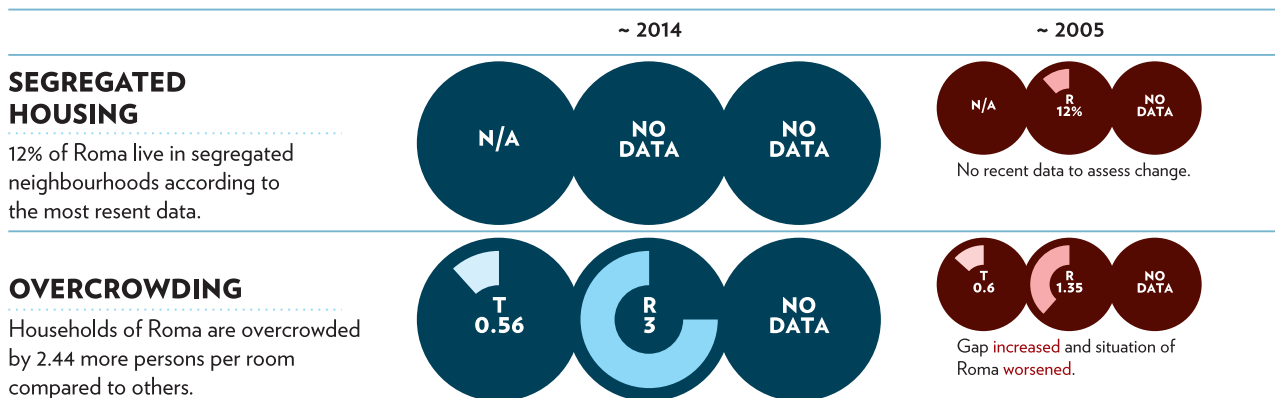 ~ 2014
~ 2005
SEGREGATED
HOUSING
12% of Roma live in segregated
neighbourhoods according to
the most resent data.
N/A
NO
DATA
NO
DATA
N/A
R
12%
NO
DATA
No recent data to assess change.
OVERCROWDING
Households of Roma are overcrowded
by 2.44 more persons per room
compared to others.
T
0.56
R
3
NO
DATA
T
0.6
R
1.35
NO
DATA
Gap increased and situation of
Roma worsened.